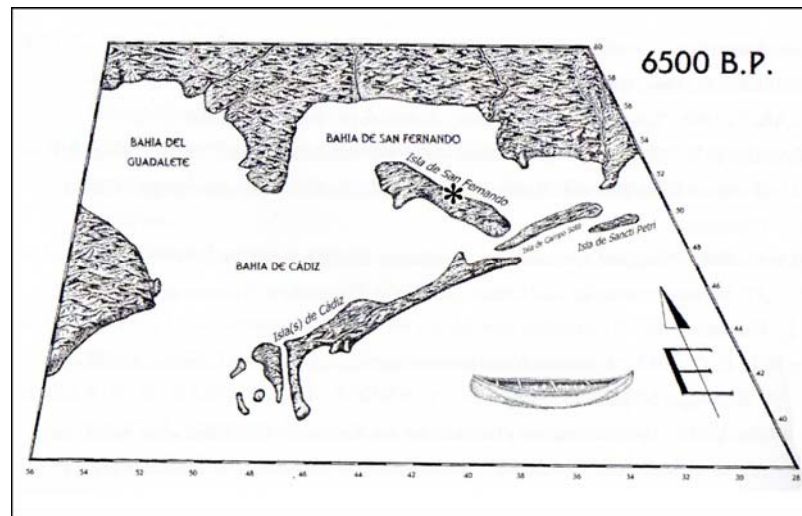 6500 B.P.
BAHIA DEL
GUADALETE
BAHIA DE SAN FERNANDO
Isla de San Fernando
*
Isla de Campo Soto
Isla de Sancti Petri
BAHIA DE CÁDIZ
Isla(s) de Cádiz
60
58
56
54
52
50
48
46
44
42
40
56 54 52 50 48 46 44 42 40 38 36 34 32 30 28